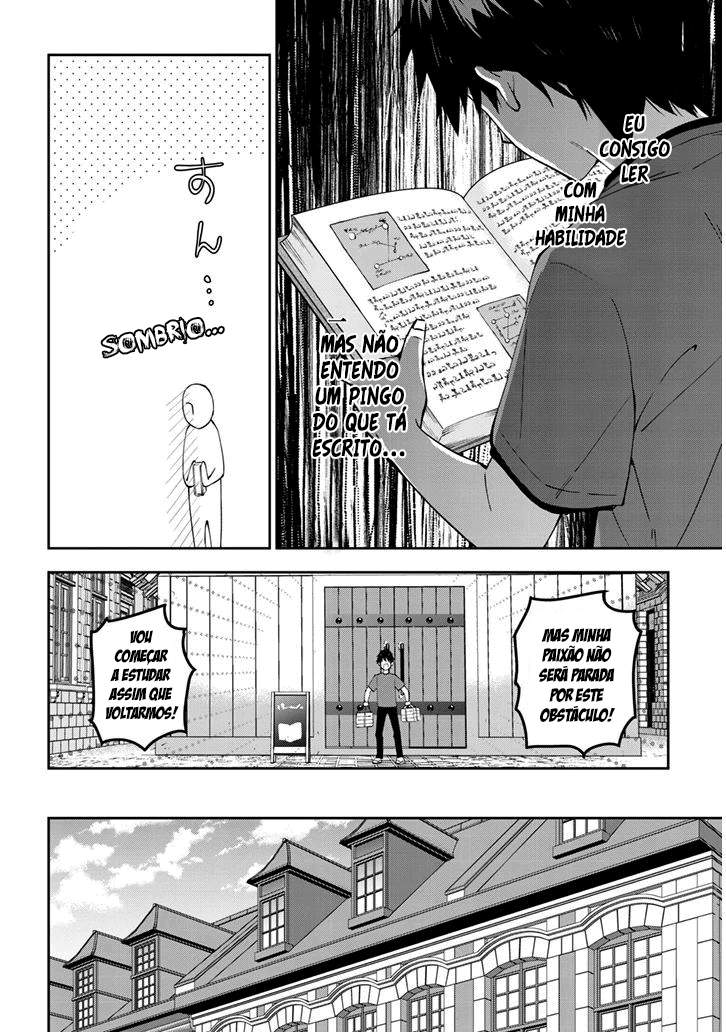 EU
CONSIGO
LER
COM
MINHA
HABILIDADE
—
MAS NÃO
ENTENDO
UM PINGO
DO QUE TÁ
ESCRITO...
ずん…
SOMBRIO...
MAS MINHA
PAIXÃO NÃO
SERÁ PARADA
POR ESTE
OBSTÁCULO!
VOU
COMEÇAR
A ESTUDAR
ASSIM QUE
VOLTARMOS!